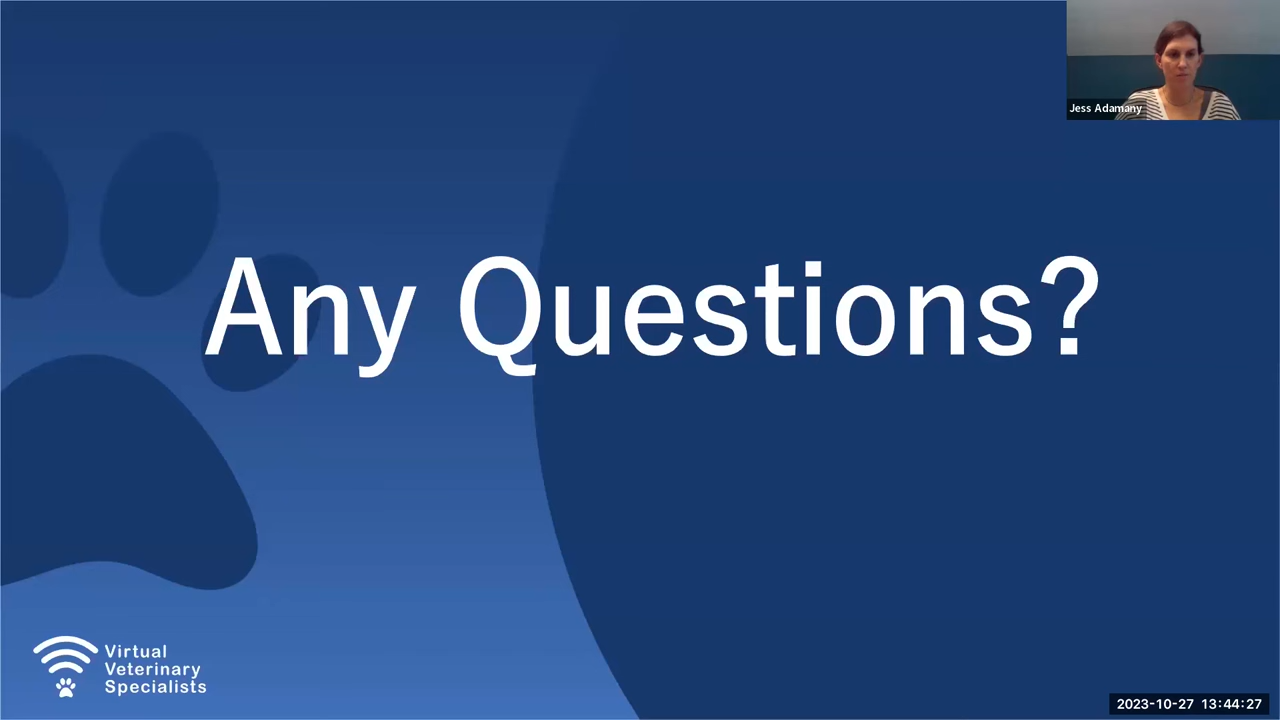 Jess Adamany
Any Questions?
Virtual
Veterinary
Specialists
2023-10-27 13:44:27